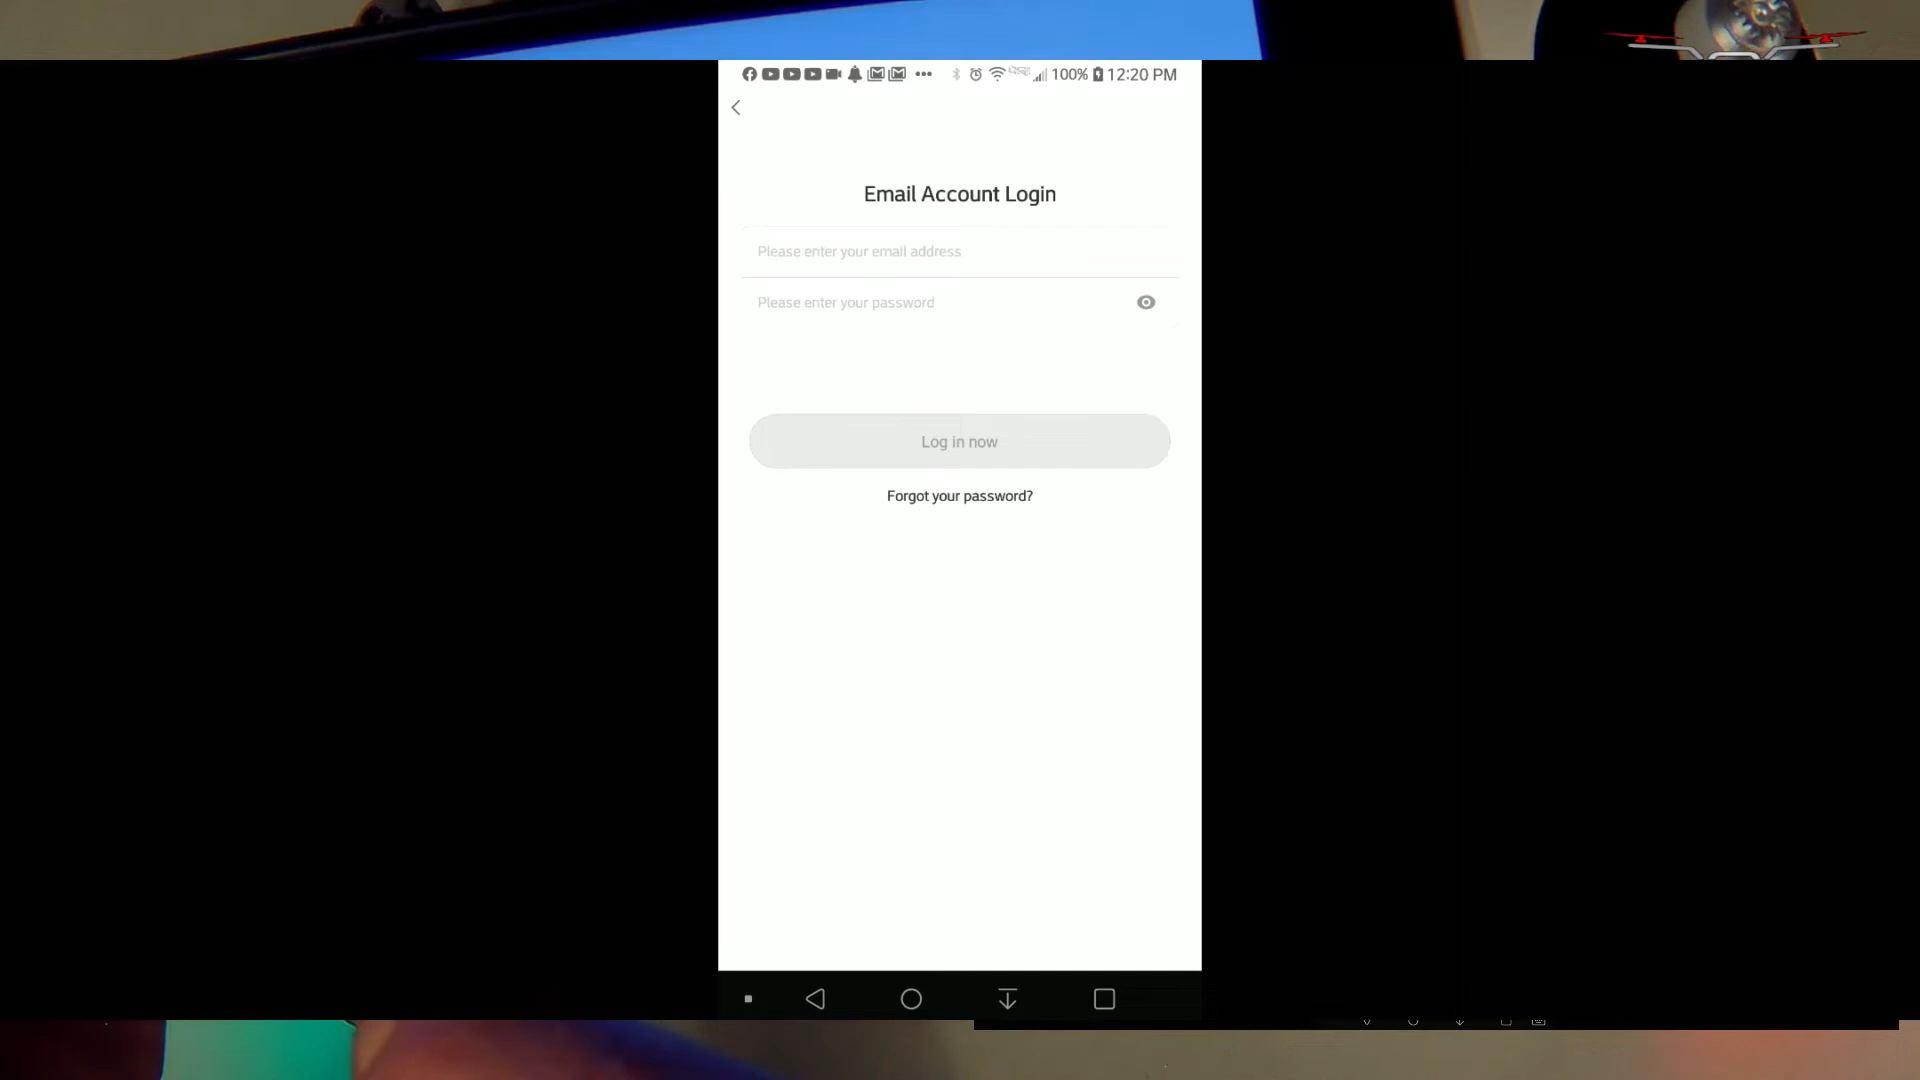 100% 12:20 PM
Email Account Login
Please enter your email address
Please enter your password
Log in now
Forgot your password?